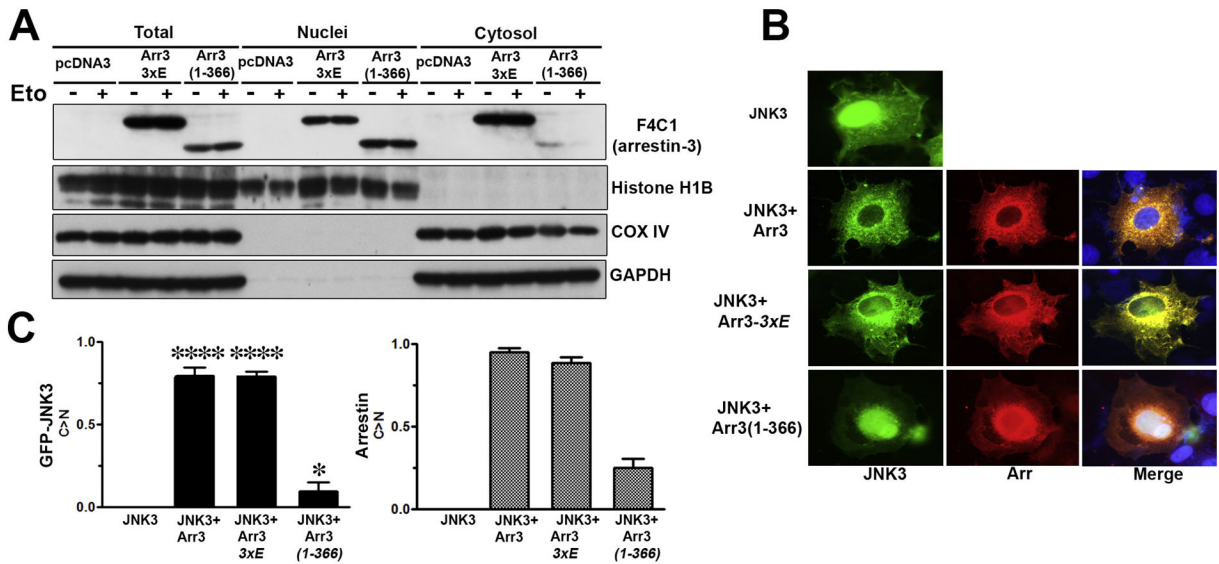 A
Total Nuclei Cytosol
pcDNA3 Arr3 3xE Arr3 (1-366) pcDNA3 Arr3 3xE Arr3 (1-366) pcDNA3 Arr3 3xE Arr3 (1-366)
Eto - + - + - + - + - + - + - + - + - +
F4C1
(arrestin-3)
Histone H1B
COX IV
GAPDH
B
JNK3
JNK3+
Arr3
JNK3+
Arr3-3xE
JNK3+
Arr3(1-366)
JNK3 Arr Merge
C
GFP-JNK3
C>N
1.0
0.5
0.0
**** **** *
JNK3 JNK3+ Arr3 JNK3+ Arr3 3xE JNK3+ Arr3 (1-366)
Arrestin
C>N
1.0
0.5
0.0
JNK3 JNK3+ Arr3 JNK3+ Arr3 3xE JNK3+ Arr3 (1-366)